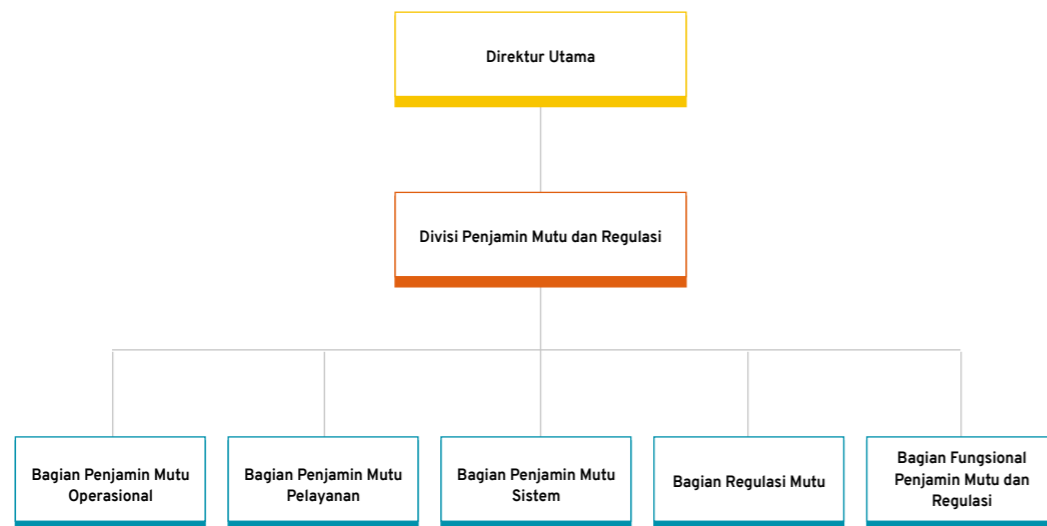 Direktur Utama
Divisi Penjamin Mutu dan Regulasi
Bagian Penjamin Mutu
Operasional
Bagian Penjamin Mutu
Pelayanan
Bagian Penjamin Mutu
Sistem
Bagian Regulasi Mutu
Bagian Fungsional
Penjamin Mutu dan
Regulasi